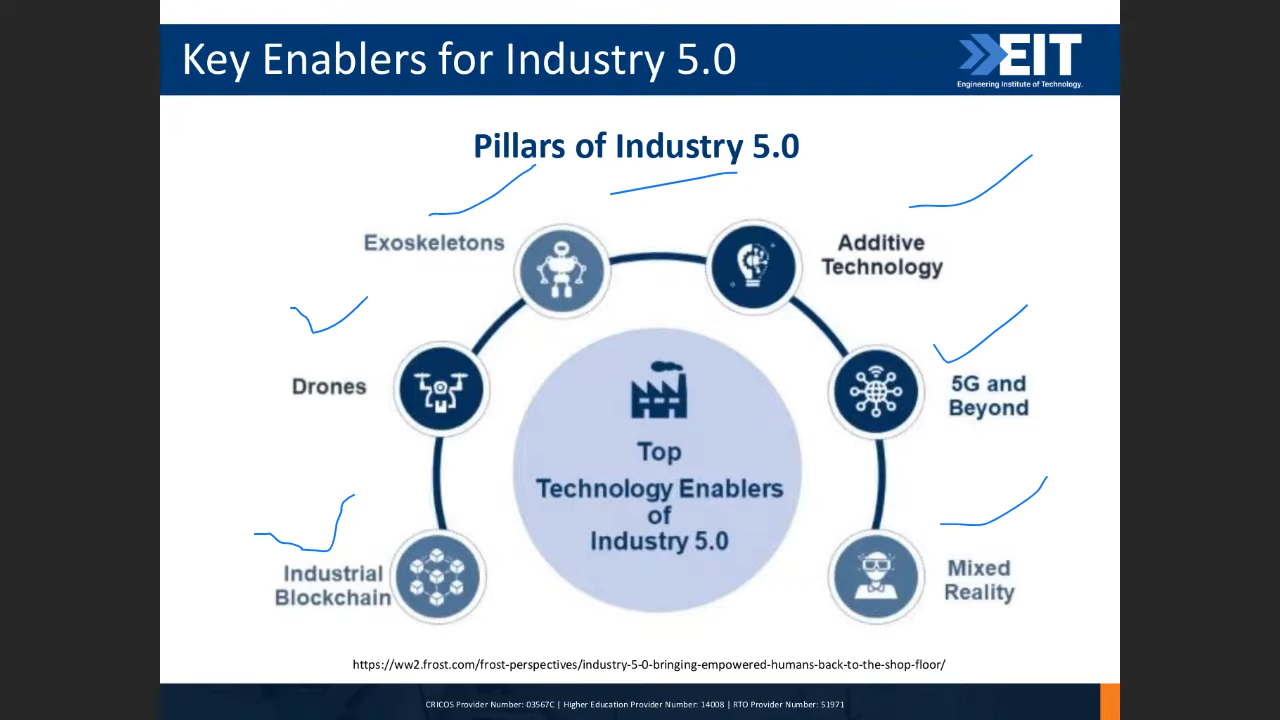 Key Enablers for Industry 5.0
EIT
Engineering Institute of Technology.
Pillars of Industry 5.0
Exoskeletons
Additive
Technology
Drones
5G and
Beyond
Top
Technology Enablers
of
Industry 5.0
Industrial
Blockchain
Mixed
Reality
https://ww2.frost.com/frost-perspectives/industry-5-0-bringing-empowered-humans-back-to-the-shop-floor/
CRICOS Provider Number: 03567C | Higher Education Provider Number: 14008 | RTO Provider Number: 51971